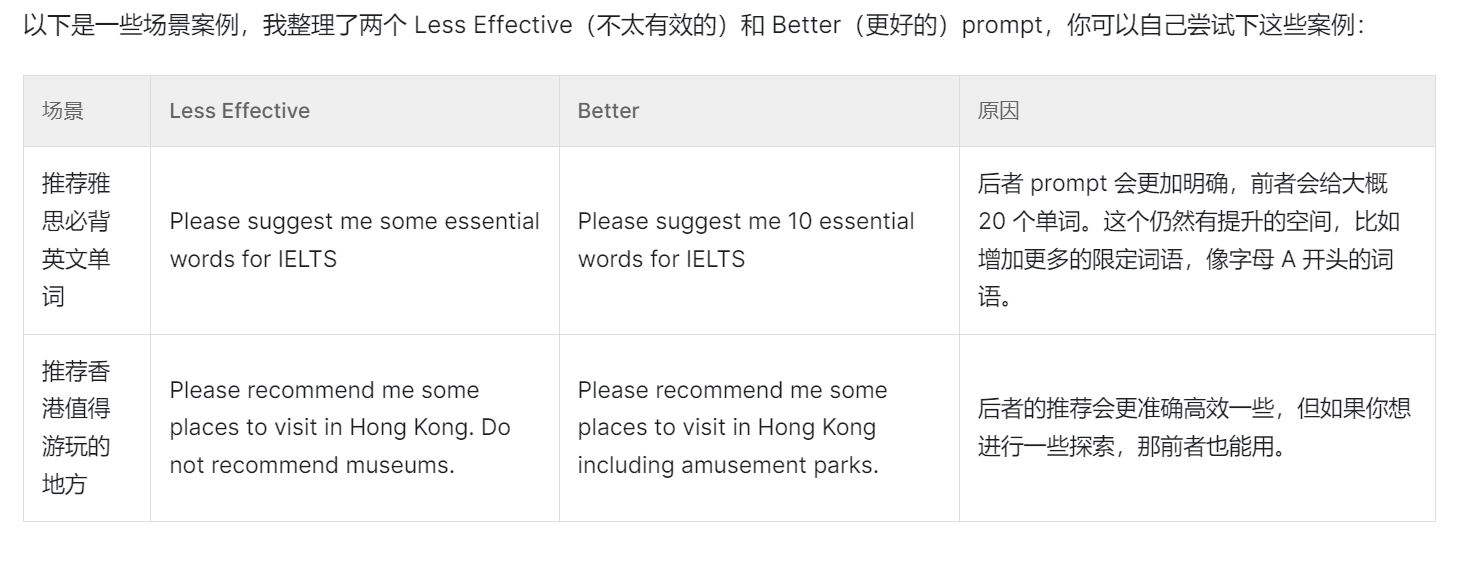 以下是一些场景案例，我整理了两个 Less Effective（不太有效的）和 Better（更好的）prompt，你可以自己尝试下这些案例：
场景
Less Effective
Better
原因
推荐雅
思必背
英文单
词
Please suggest me some essential
words for IELTS
Please suggest me 10 essential
words for IELTS
后者 prompt 会更加明确，前者会给大概
20 个单词。这个仍然有提升的空间，比如
增加更多的限定词语，像字母 A 开头的词
语。
推荐香
港值得
游玩的
地方
Please recommend me some
places to visit in Hong Kong. Do
not recommend museums.
Please recommend me some
places to visit in Hong Kong
including amusement parks.
后者的推荐会更准确高效一些，但如果你想
进行一些探索，那前者也能用。